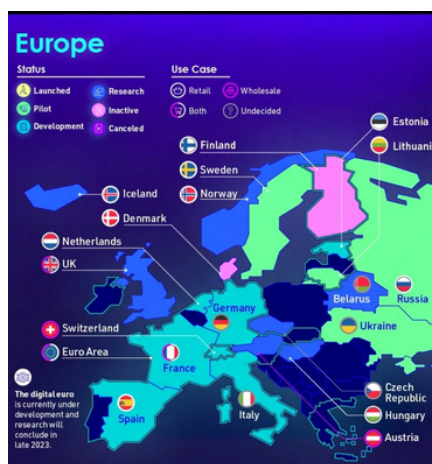 Europe
Status
Launched
Research
Pilot
Inactive
Development
Canceled
Use Case
Retail
Wholesale
Both
Undecided
Estonia
Finland
Lithuani
Sweden
Iceland
Norway
Denmark
Netherlands
UK
Germany
Belarus
Russia
Switzerland
Ukraine
Euro Area
France
Czech
Republic
The digital euro
is currently under
development and
research will
conclude in
late 2023.
Spain
Italy
Hungary
Austria